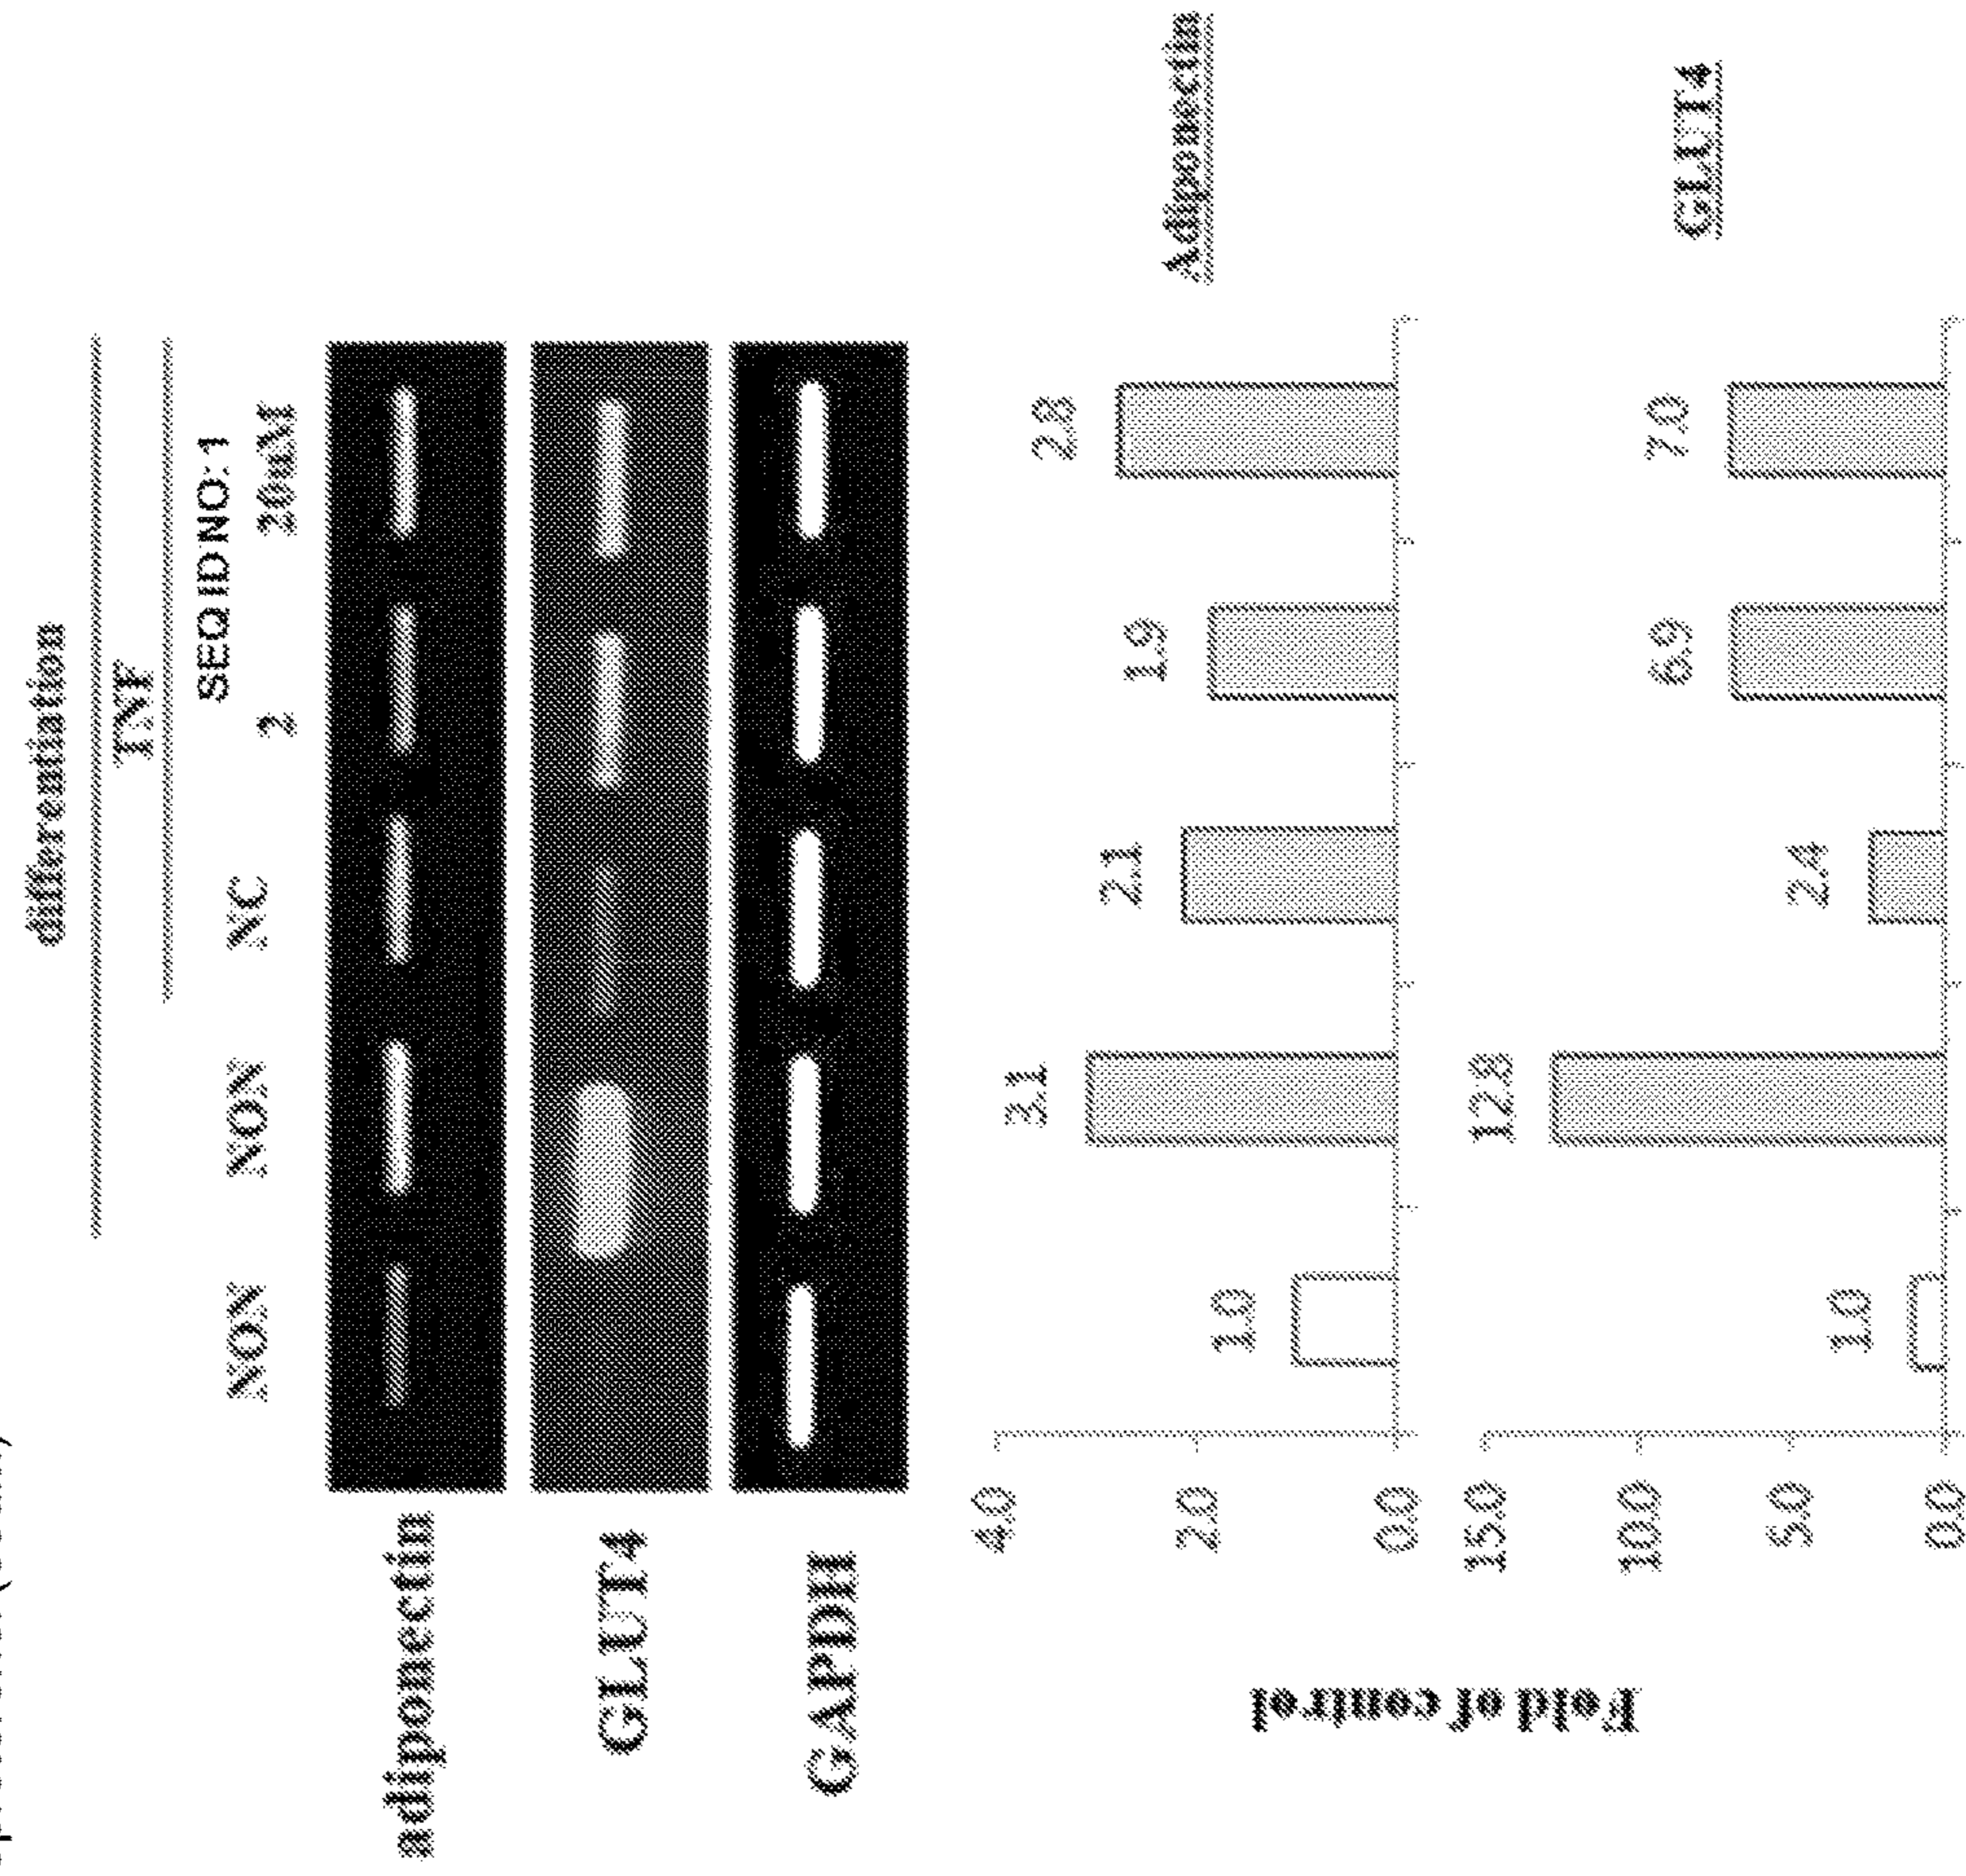 differentiation
TNF
SEQ ID NO: 1
NON NON NC 2 20nM
adiponectin
GLUT4
GAPDH
Fold of control
4.0
2.0
0.0
1.0 3.1 2.1 1.9 2.8
Adiponectin
15.0
10.0
5.0
0.0
1.0 12.8 2.4 6.9 7.0
GLUT4